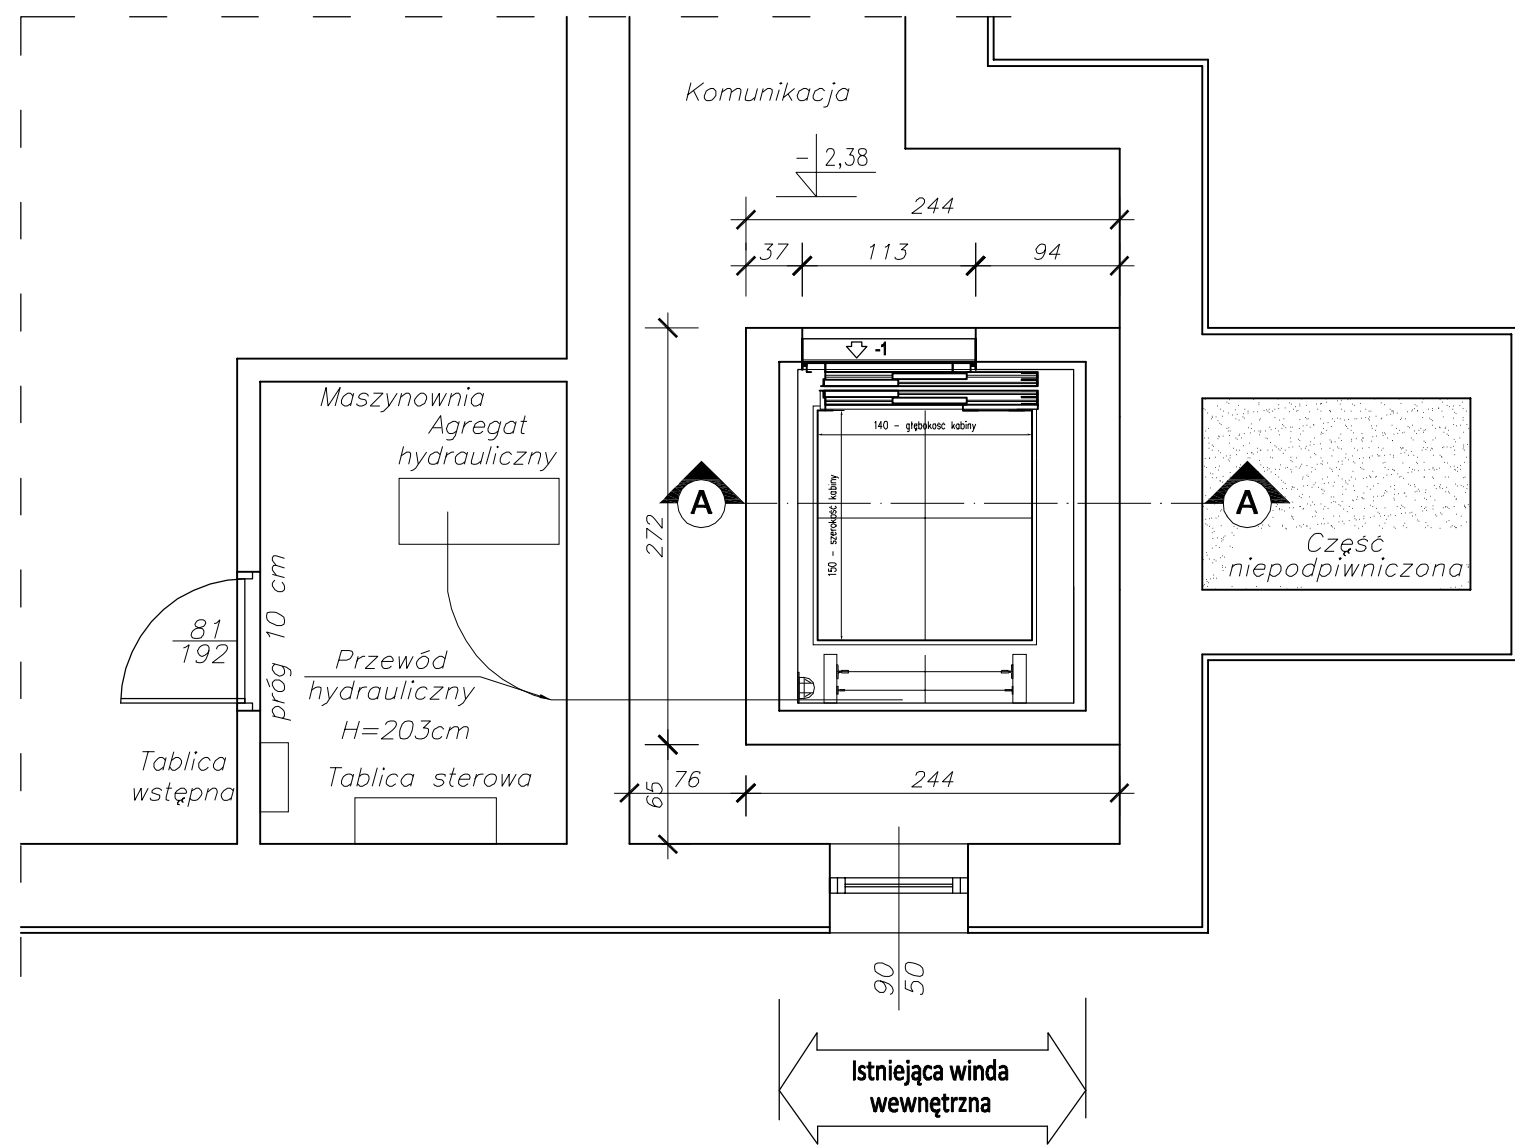 Komunikacja
- 2,38
244
37
113
94
-1
Maszynownia
Agregat
hydrauliczny
140 - głębokosc kabiny
150 - szerokość kabiny
A
A
272
Część
niepodpiwniczona
81
192
próg 10 cm
Przewód
hydrauliczny
H=203cm
Tablica
wstępna
Tablica sterowa
65
76
244
90
50
Istniejąca winda
wewnętrzna